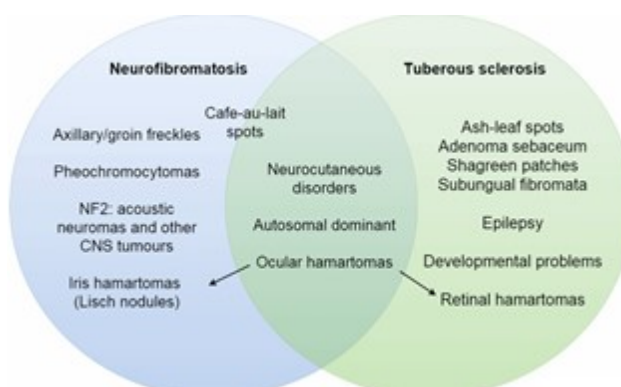 Neurofibromatosis
Tuberous sclerosis
Cafe-au-lait
spots
Axillary/groin freckles
Pheochromocytomas
NF2: acoustic
neuromas and other
CNS tumours
Iris hamartomas
(Lisch nodules)
Neurocutaneous
disorders
Autosomal dominant
Ocular hamartomas
Ash-leaf spots
Adenoma sebaceum
Shagreen patches
Subungual fibromata
Epilepsy
Developmental problems
Retinal hamartomas